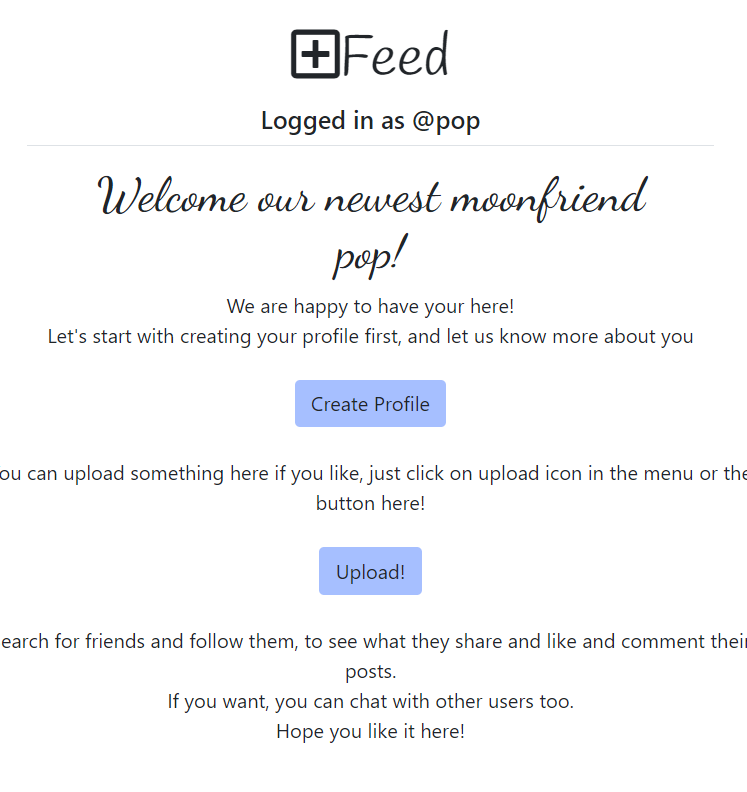 Feed
Logged in as @pop
Welcome our newest moonfriend
pop!
We are happy to have your here!
Let's start with creating your profile first, and let us know more about you
Create Profile
ou can upload something here if you like, just click on upload icon in the menu or the
button here!
Upload!
earch for friends and follow them, to see what they share and like and comment their
posts.
If you want, you can chat with other users too.
Hope you like it here!